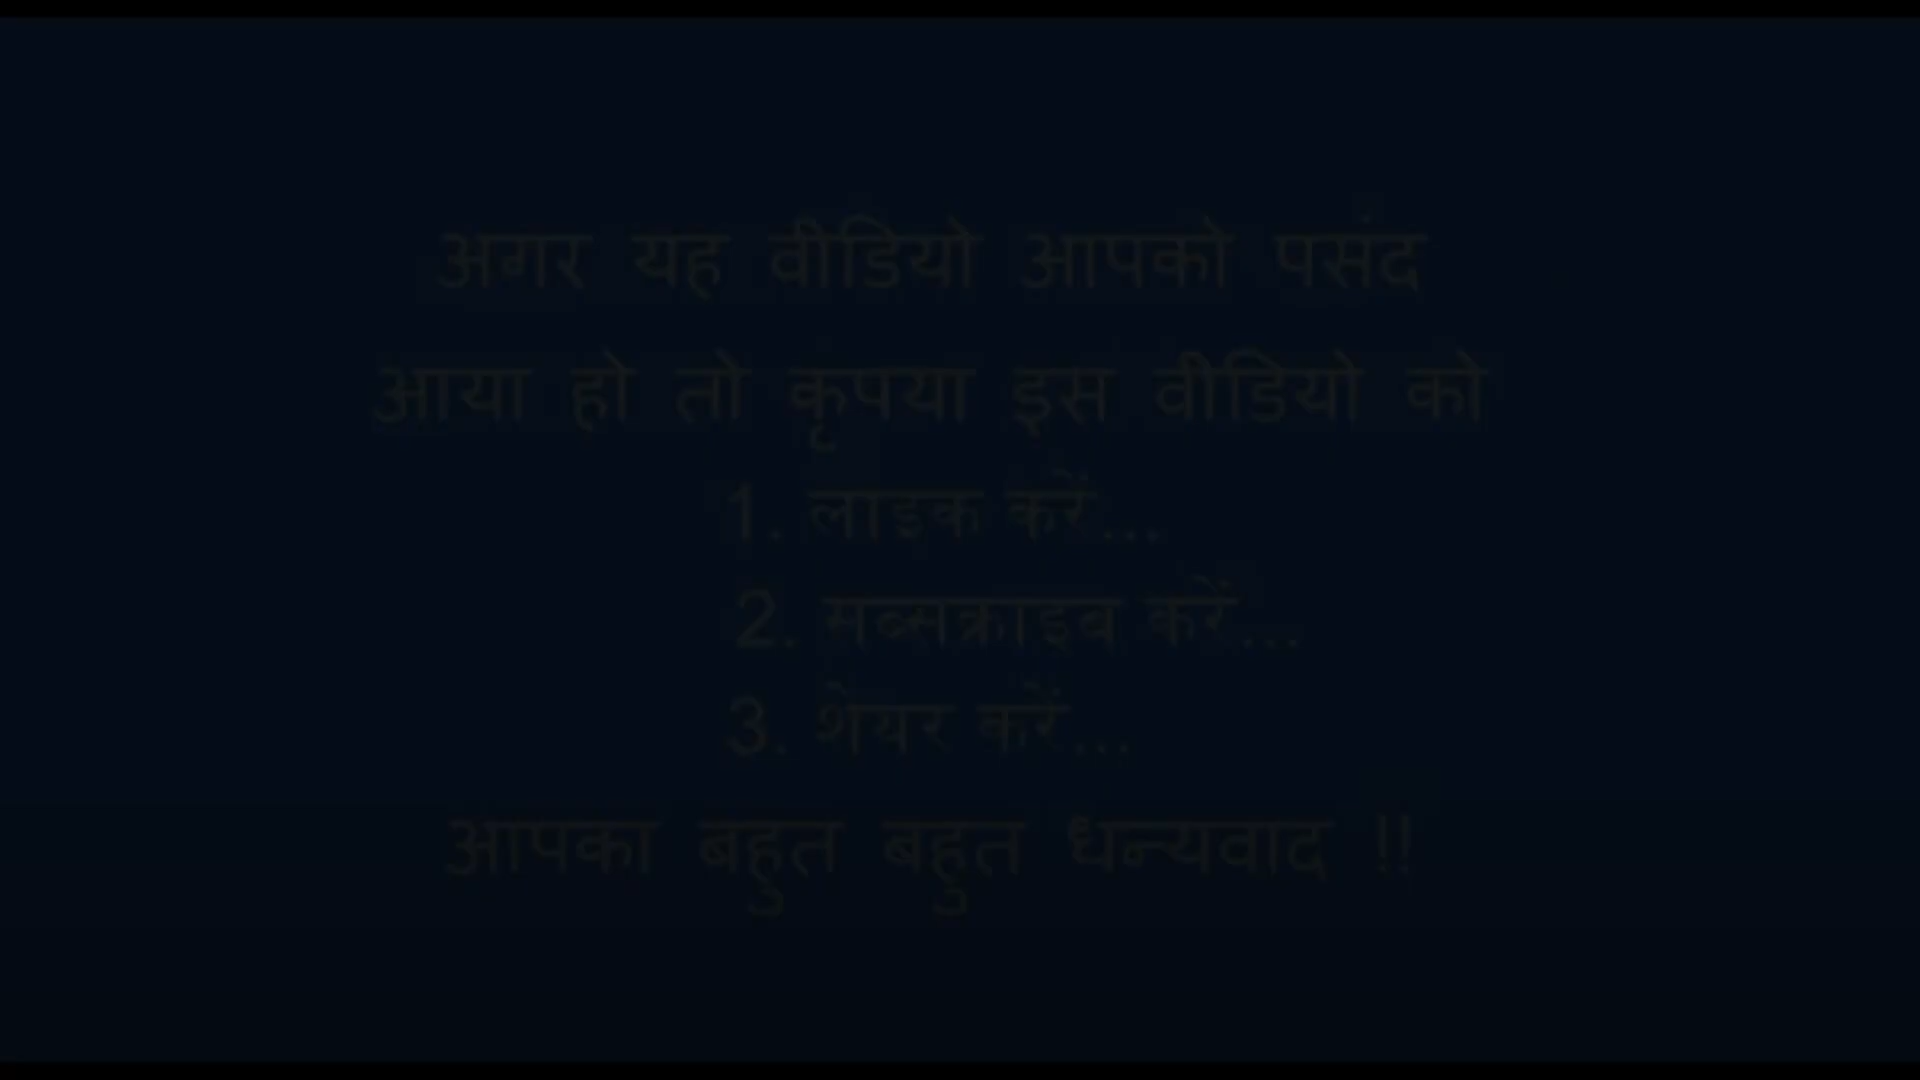 अगर यह वीडियो आपको पसंद
आया हो तो कृपया इस वीडियो को
1. लाइक करें...
2. सब्सक्राइब करें...
3. शेयर करें...
आपका बहुत बहुत धन्यवाद !!